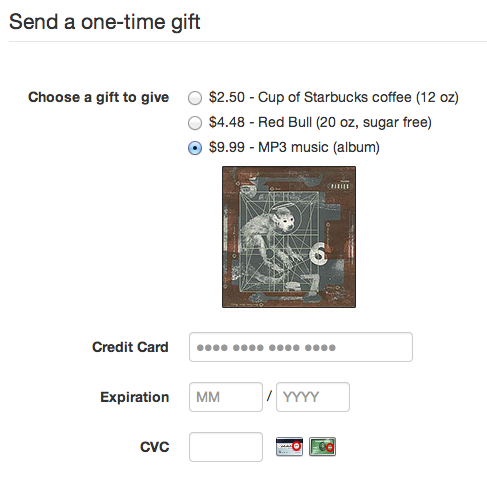 Send a one-time gift
Choose a gift to give
$2.50 - Cup of Starbucks coffee (12 oz)
$4.48 - Red Bull (20 oz, sugar free)
$9.99 - MP3 music (album)
PIXIES
6
Credit Card
Expiration
MM / YYYY
CVC